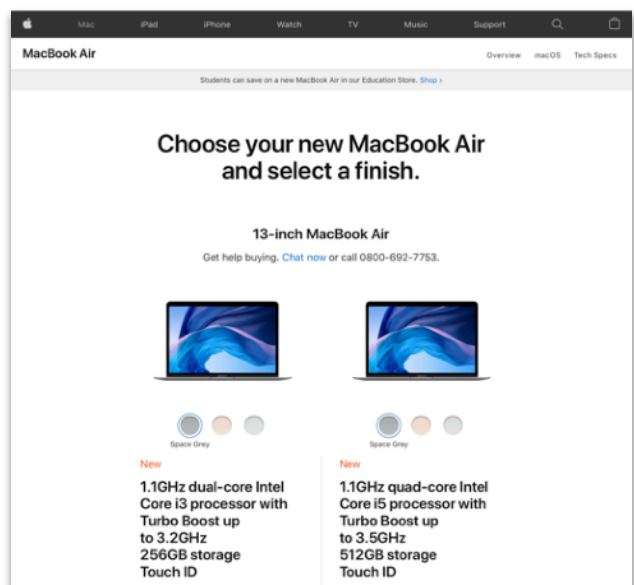 Mac iPad iPhone Watch TV Music Support
MacBook Air
Overview macOS Tech Specs
Students can save on a new MacBook Air in our Education Store. Shop >
Choose your new MacBook Air
and select a finish.
13-inch MacBook Air
Get help buying. Chat now or call 0800-692-7753.
Space Grey
Space Grey
New
1.1GHz dual-core Intel
Core i3 processor with
Turbo Boost up
to 3.2GHz
256GB storage
Touch ID
New
1.1GHz quad-core Intel
Core i5 processor with
Turbo Boost up
to 3.5GHz
512GB storage
Touch ID